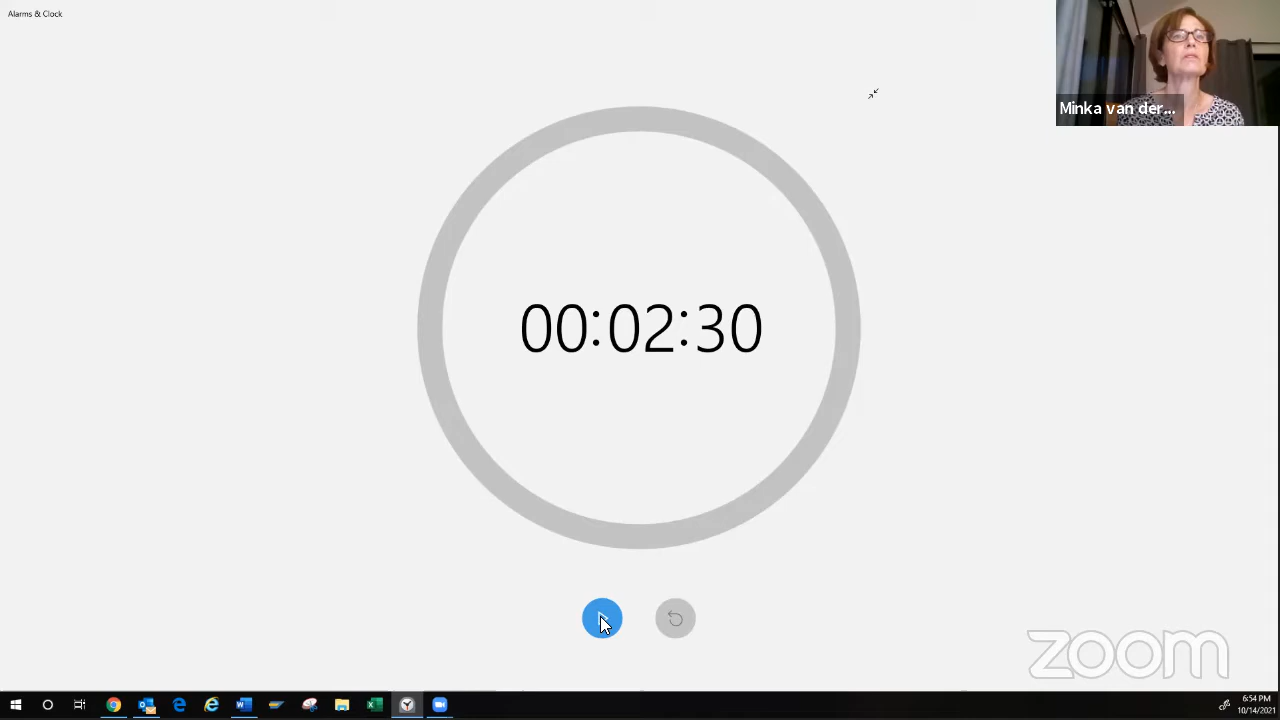 Alarms & Clock
Minka van der...
00:02:30
zoom
6:54 PM
10/14/2021